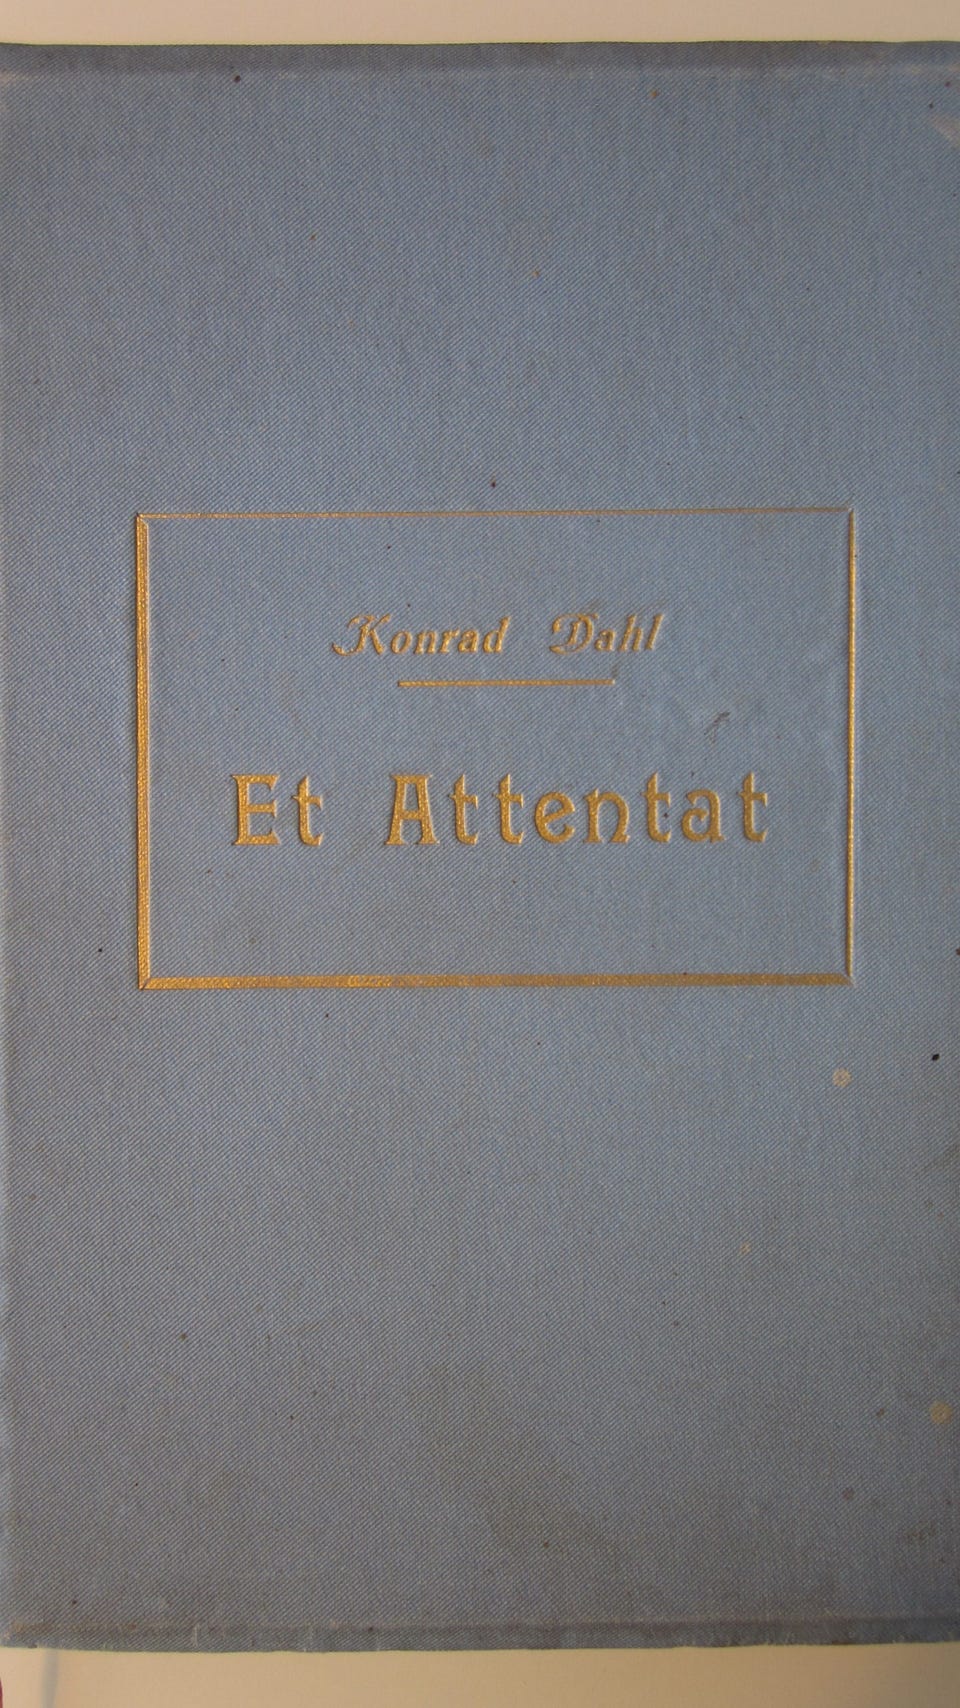 Konrad Dahl
Et Attentat